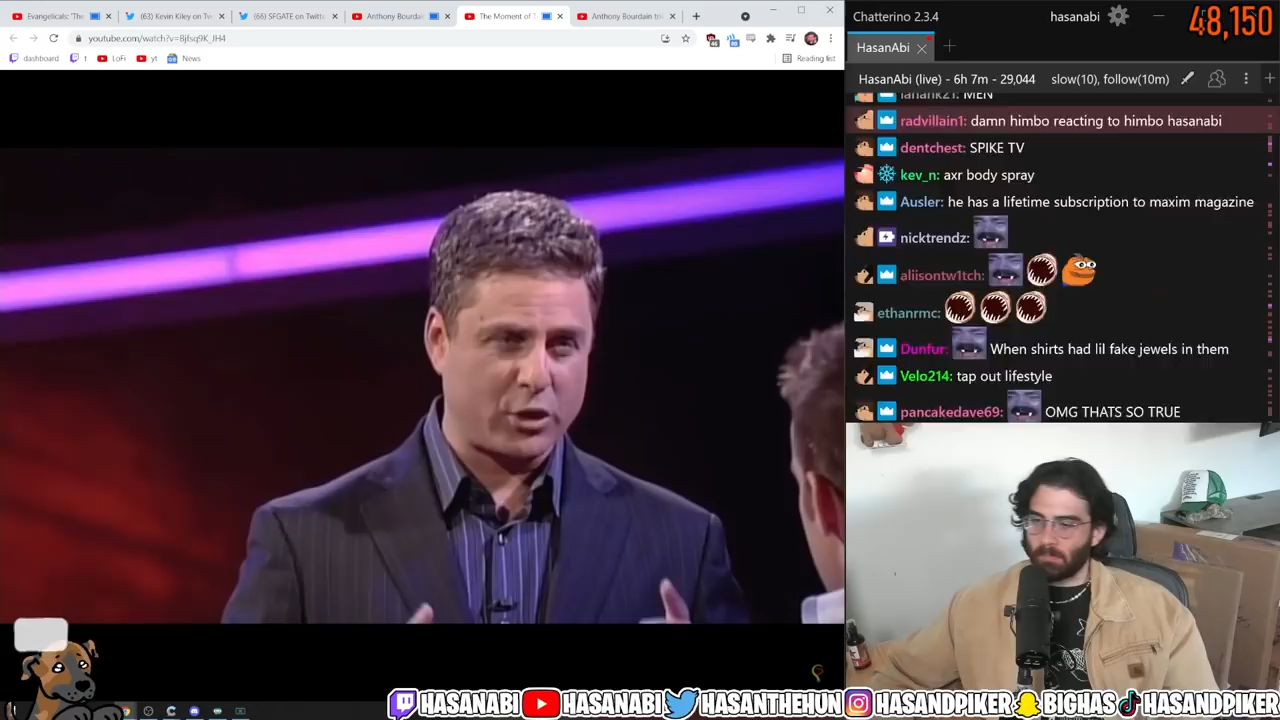 Evangelicals: 'The
(63) Kevin Kiley on Tw
(66) SFGATE on Twitte
Anthony Bourdai
The Moment of T
Anthony Bourdain tri
youtube.com/watch?v=8jfsq9K_JH4
dashboard
t
LoFi
yt
News
Reading list
Chatterino 2.3.4
hasanabi
48,150
HasanAbi
HasanAbi (live) - 6h 7m - 29,044
slow(10), follow(10m)
MEN
radvillain1: damn himbo reacting to himbo hasanabi
dentchest: SPIKE TV
kev_n: axr body spray
Ausler: he has a lifetime subscription to maxim magazine
nicktrendz:
aliisontw1tch:
ethanrmc:
Dunfur: When shirts had lil fake jewels in them
Velo214: tap out lifestyle
pancakedave69: OMG THATS SO TRUE
HASANABI
HASANABI
HASANTHEHUN
HASANDPIKER
BIGHAS
HASANDPIKER